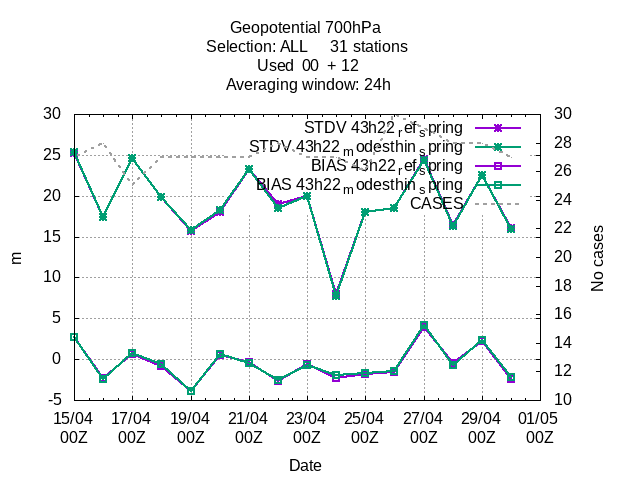 Geopotential 700hPa
Selection: ALL     31 stations
Used  00  + 12
Averaging window: 24h
30 30
STDV 43h22_ref_spring
STDV 43h22_modesthin_spring
BIAS 43h22_ref_spring
BIAS 43h22_modesthin_spring
CASES
25 20 15 10 5 0 -5
28 26 24 22 20 18 16 14 12 10
m
No cases
15/04 17/04 19/04 21/04 23/04 25/04 27/04 29/04 01/05
00Z 00Z 00Z 00Z 00Z 00Z 00Z 00Z 00Z
Date